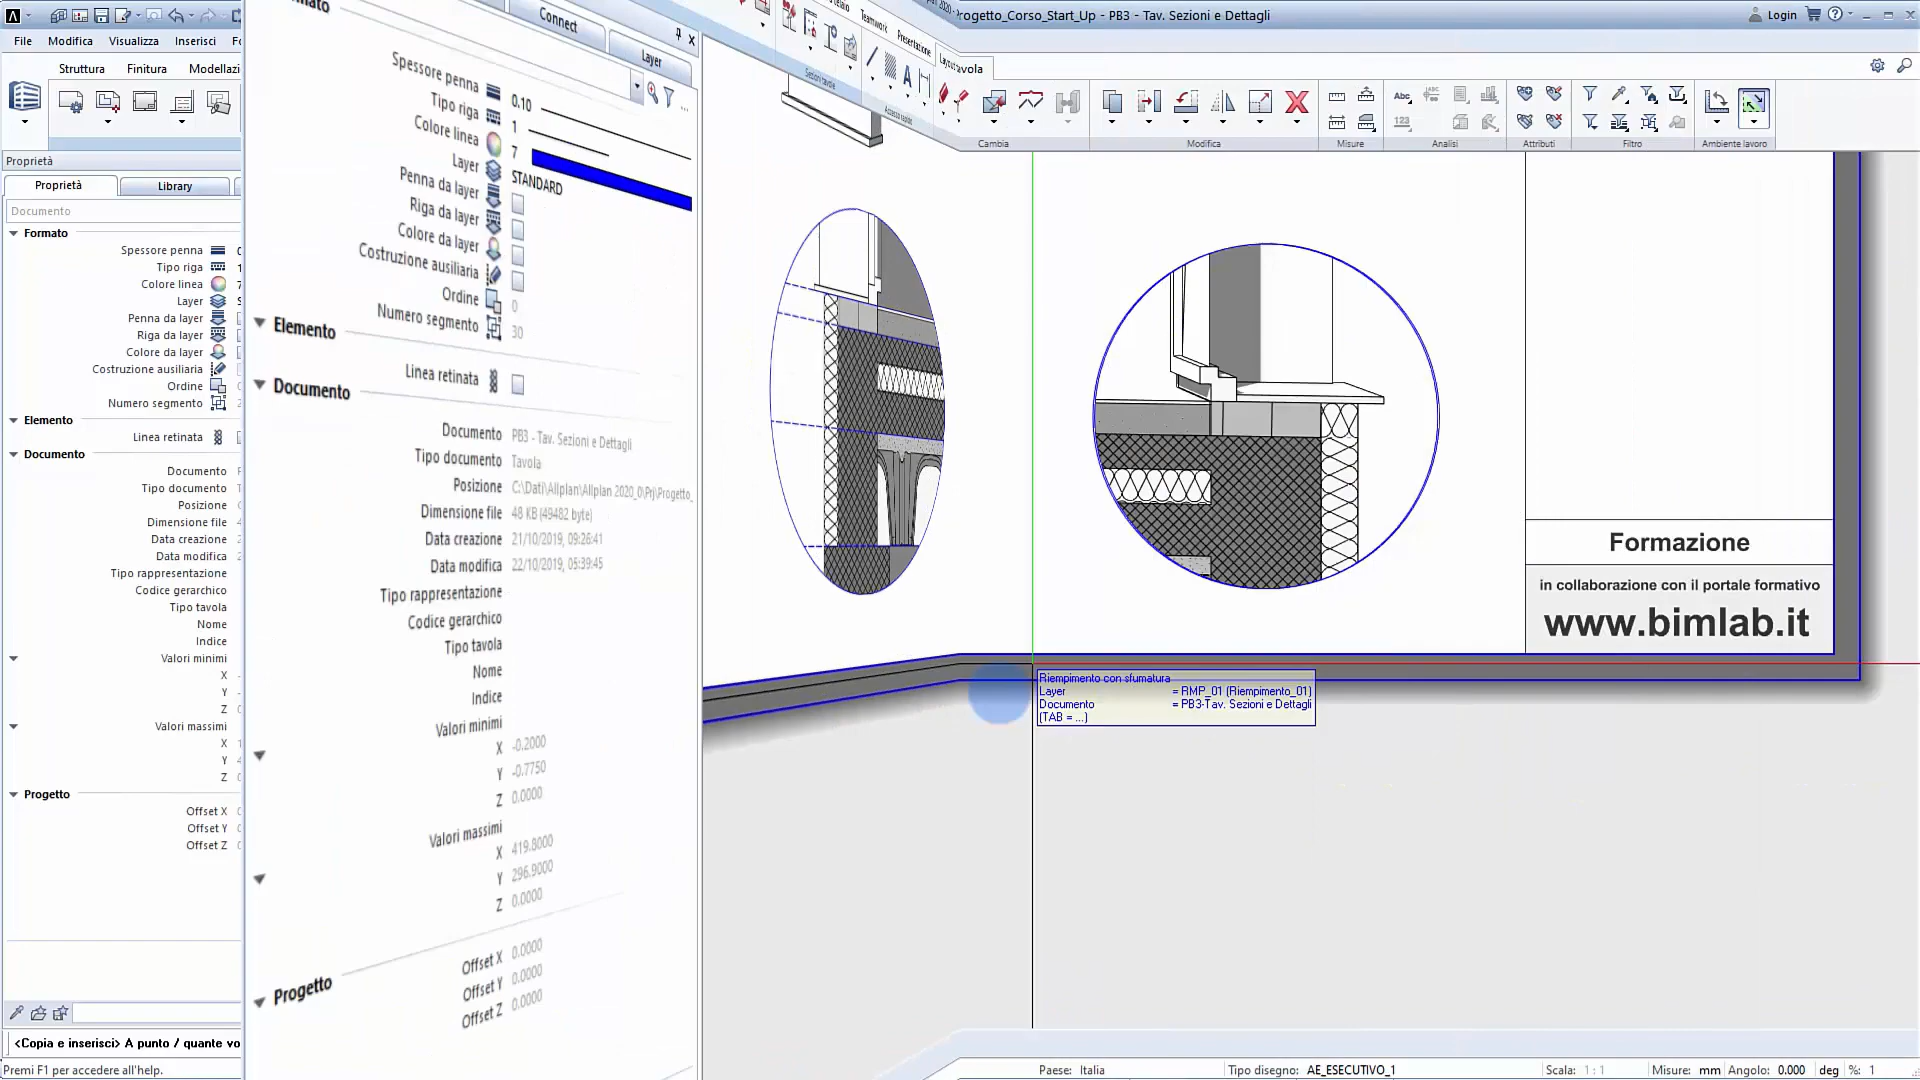 Progetto_Corso_Start_Up - PB3 - Tav. Sezioni e Dettagli
Login
File Modifica Visualizza Inserisci
Struttura Finitura Modellazi
Connect
Layer
Teamwork
Presentazione
Layout tavola
Sezioni tavole
Accesso rapido
Cambia
Modifica
Misure
Analisi
Attributi
Filtro
Ambiente lavoro
Abc
123
Proprietà
Proprietà Library
Documento
Formato
Spessore penna
Tipo riga
Colore linea
Layer
Penna da layer
Riga da layer
Colore da layer
Costruzione ausiliaria
Ordine
Numero segmento
Elemento
Linea retinata
Documento
Documento
Tipo documento
Posizione
Dimensione file
Data creazione
Data modifica
Tipo rappresentazione
Codice gerarchico
Tipo tavola
Nome
Indice
Valori minimi
X
Y
Z
Valori massimi
X
Y
Z
Progetto
Offset X
Offset Y
Offset Z
<Copia e inserisci> A punto / quante vo
Premi F1 per accedere all'help.
Formato
Spessore penna 0.10
Tipo riga 1
Colore linea 7
Layer STANDARD
Penna da layer
Riga da layer
Colore da layer
Costruzione ausiliaria
Ordine 0
Numero segmento 30
Elemento
Linea retinata
Documento
Documento PB3 - Tav. Sezioni e Dettagli
Tipo documento Tavola
Posizione C:\Dati\Allplan\Allplan 2020_0\Prj\Progetto_
Dimensione file 48 KB (49482 byte)
Data creazione 21/10/2019, 09:26:41
Data modifica 22/10/2019, 05:39:45
Tipo rappresentazione
Codice gerarchico
Tipo tavola
Nome
Indice
Valori minimi
X -0.2000
Y -0.7750
Z 0.0000
Valori massimi
X 419.8000
Y 296.9000
Z 0.0000
Progetto
Offset X 0.0000
Offset Y 0.0000
Offset Z 0.0000
Formazione
in collaborazione con il portale formativo
www.bimlab.it
Riempimento con sfumatura
Layer = RMP_01 (Riempimento_01)
Documento = PB3-Tav. Sezioni e Dettagli
(TAB = ...)
Paese: Italia Tipo disegno: AE_ESECUTIVO_1 Scala: 1 : 1 Misure: mm Angolo: 0.000 deg %: 1